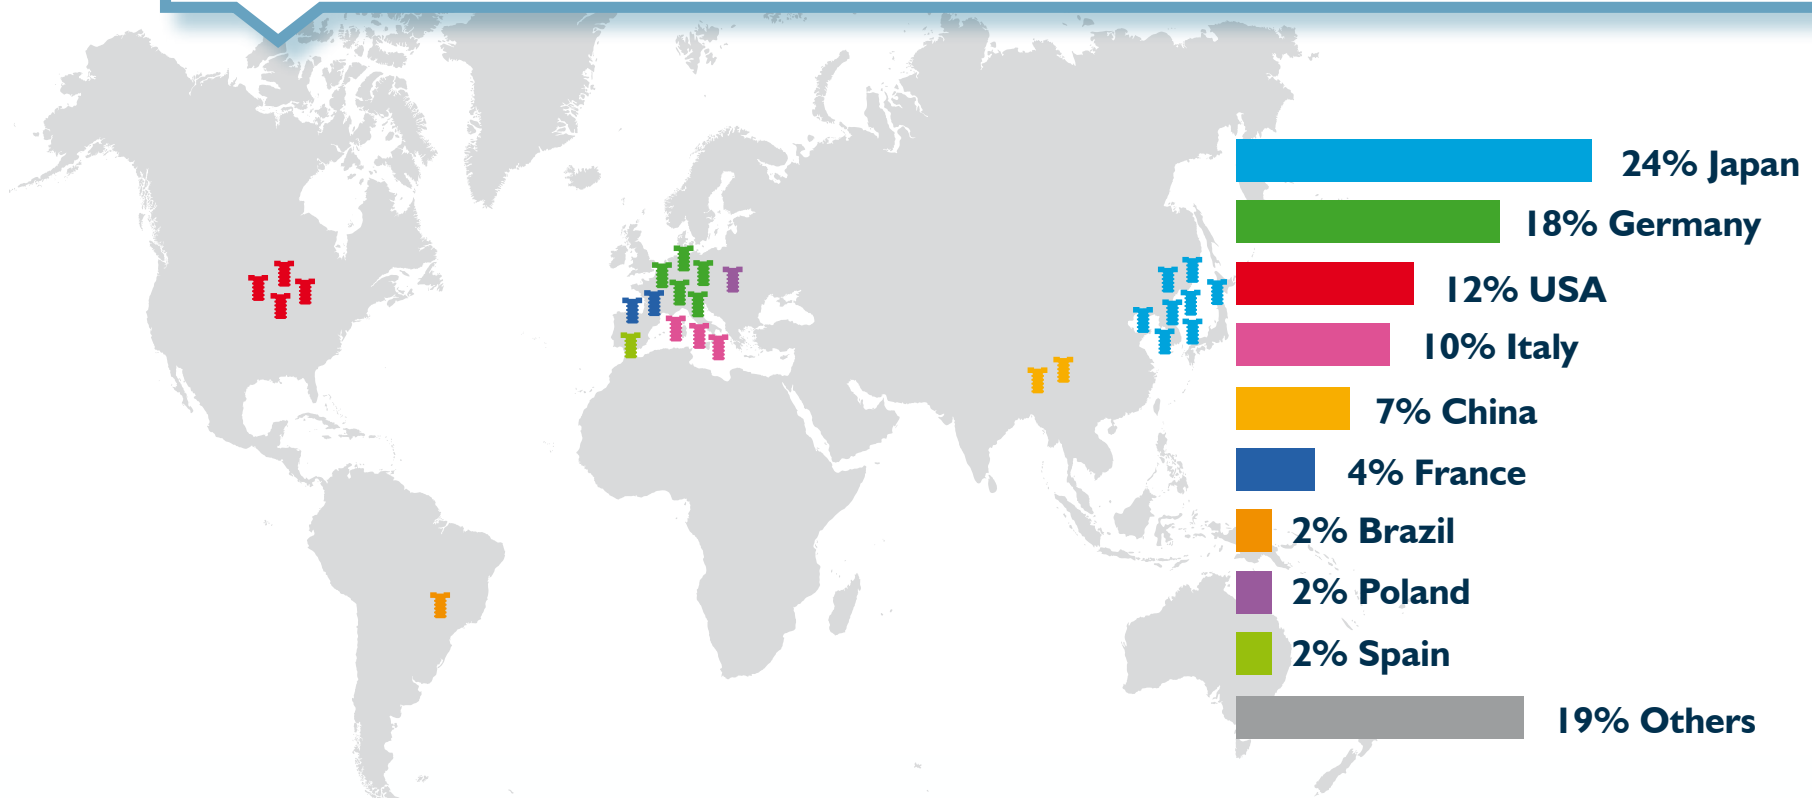 24% Japan
18% Germany
12% USA
10% Italy
7% China
4% France
2% Brazil
2% Poland
2% Spain
19% Others